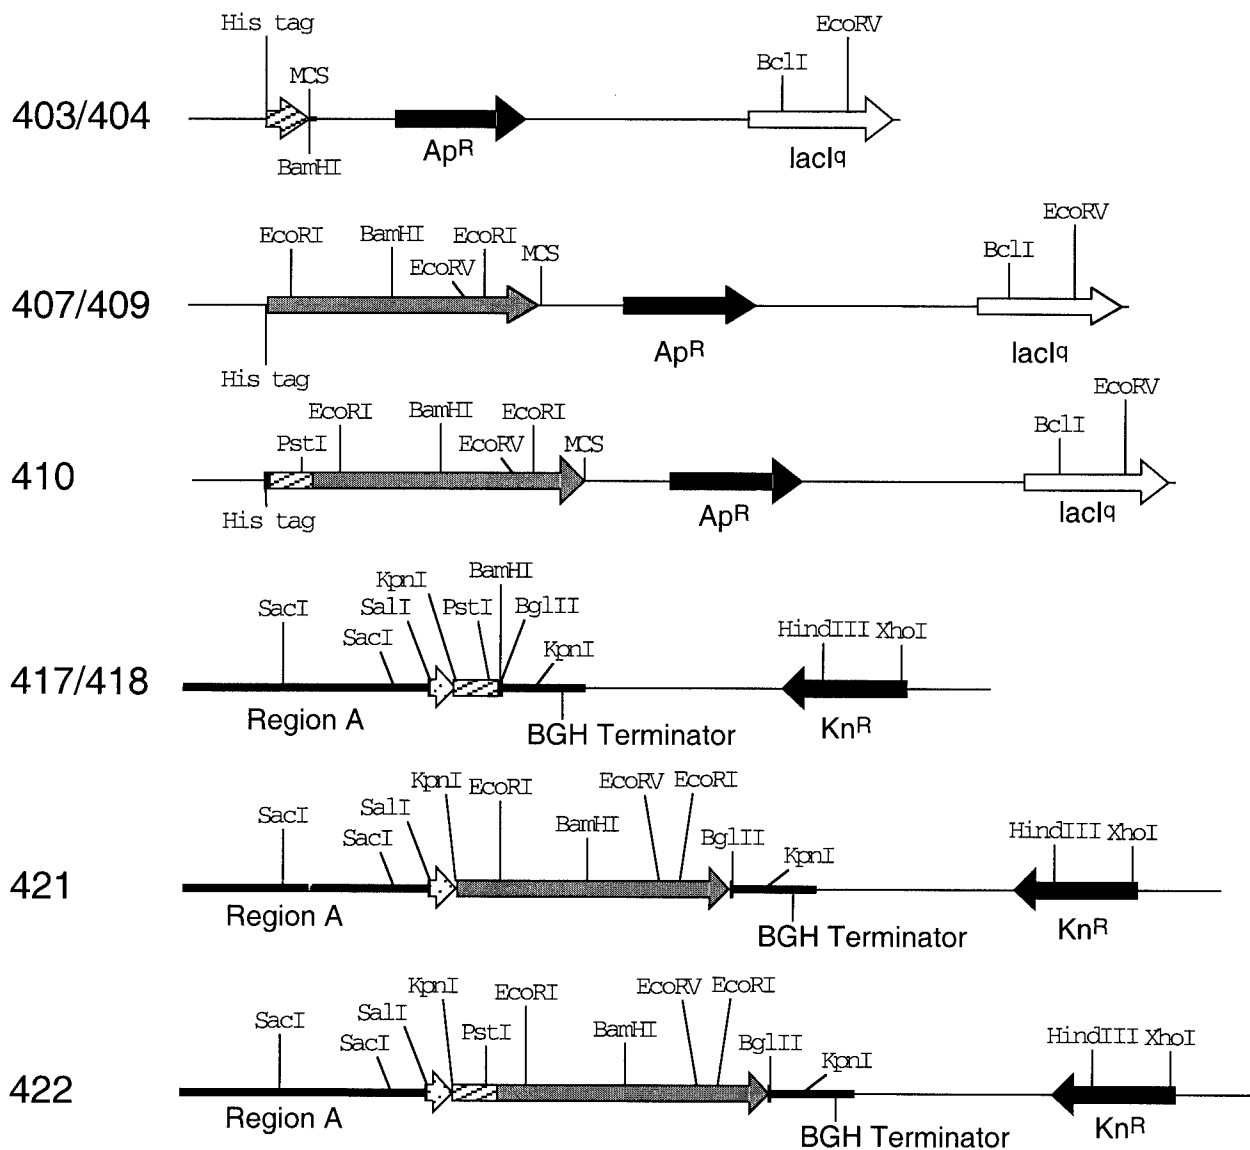 His tag
EcoRV
MCS
BclI
403/404
BamHI
ApR
lacIq
EcoRV
EcoRI
BamHI
EcoRI
MCS
BclI
EcoRV
407/409
His tag
ApR
lacIq
EcoRV
EcoRI
BamHI
EcoRI
PstI
EcoRV
MCS
BclI
410
His tag
ApR
lacIq
BamHI
KpnI
SacI
SalI
PstI
BglII
SacI
KpnI
HindIII
XhoI
417/418
Region A
BGH Terminator
KnR
KpnI
EcoRI
EcoRV
EcoRI
SacI
SalI
SacI
BamHI
BglII
KpnI
HindIII
XhoI
421
Region A
BGH Terminator
KnR
KpnI
EcoRI
EcoRV
EcoRI
SacI
SalI
SacI
PstI
BamHI
BglII
KpnI
HindIII
XhoI
422
Region A
BGH Terminator
KnR